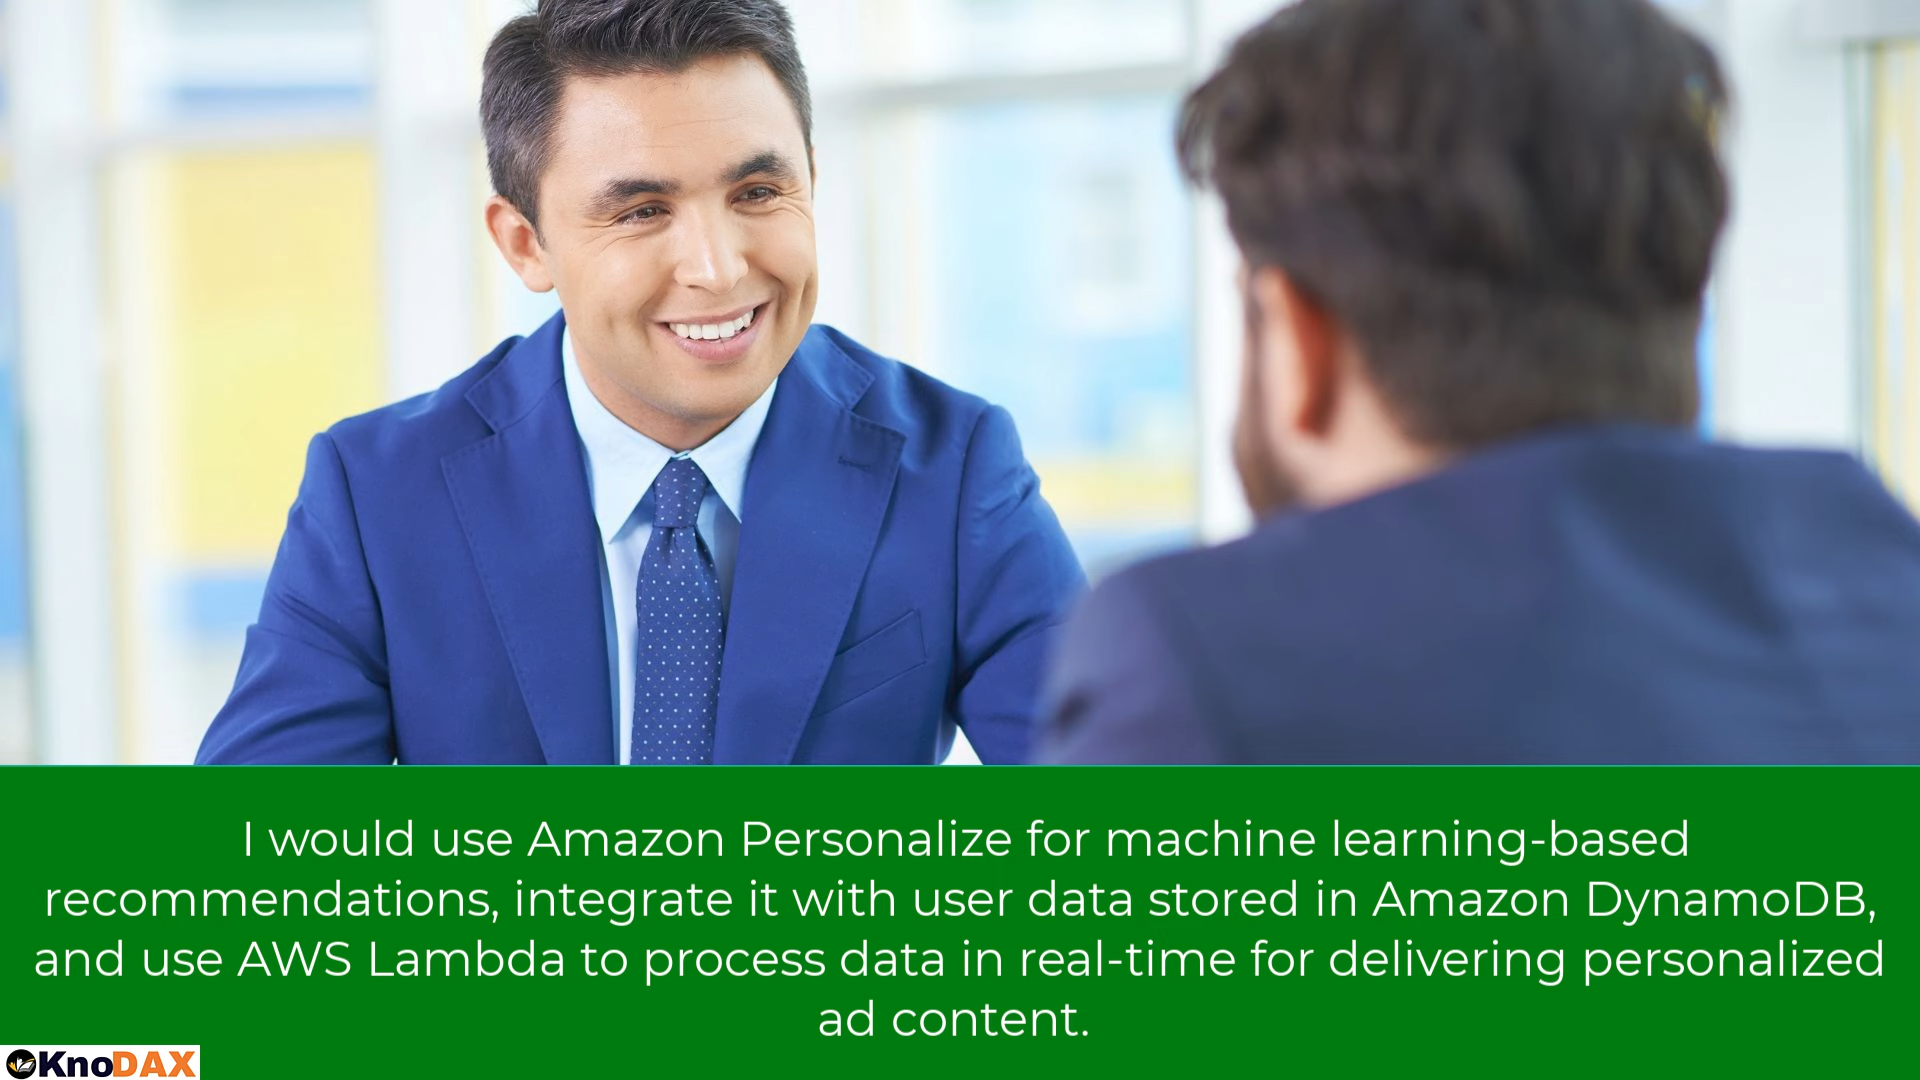 I would use Amazon Personalize for machine learning-based
recommendations, integrate it with user data stored in Amazon DynamoDB,
and use AWS Lambda to process data in real-time for delivering personalized
ad content.
KnoDAX